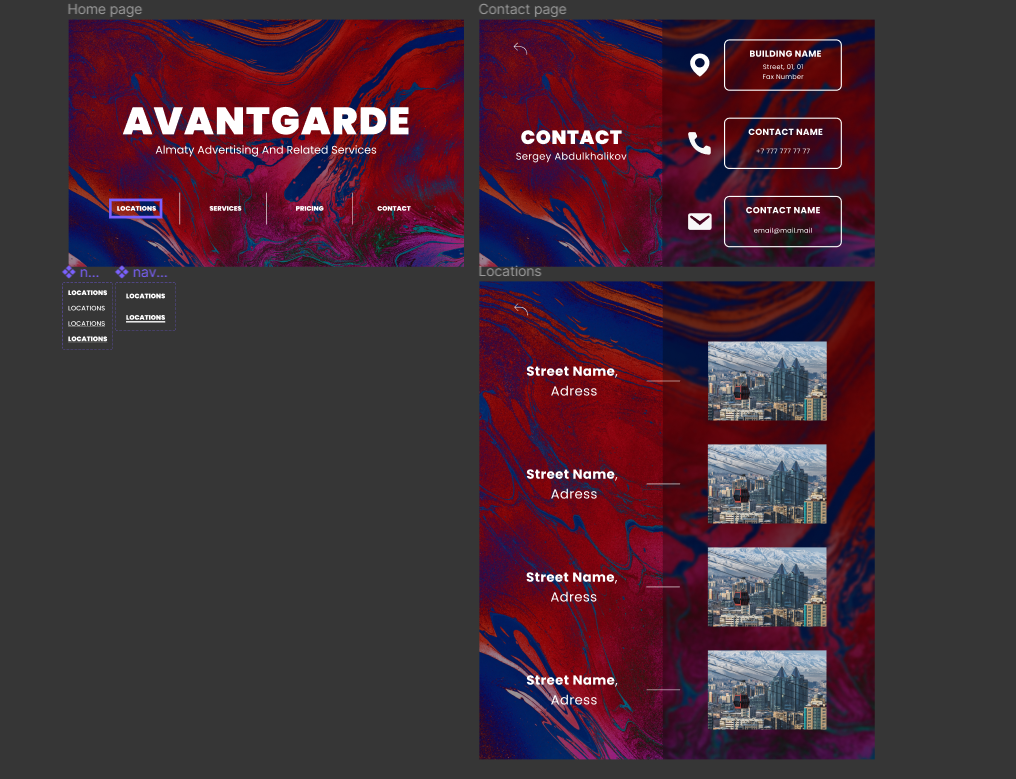 Home page
AVANTGARDE
Almaty Advertising And Related Services
LOCATIONS
SERVICES
PRICING
CONTACT
n...
nav...
LOCATIONS
LOCATIONS
LOCATIONS
LOCATIONS
LOCATIONS
LOCATIONS
Contact page
CONTACT
Sergey Abdulkhalikov
BUILDING NAME
Street, 01, 01
Fax Number
CONTACT NAME
+7 777 777 77 77
CONTACT NAME
email@mail.mail
Locations
Street Name,
Adress
Street Name,
Adress
Street Name,
Adress
Street Name,
Adress